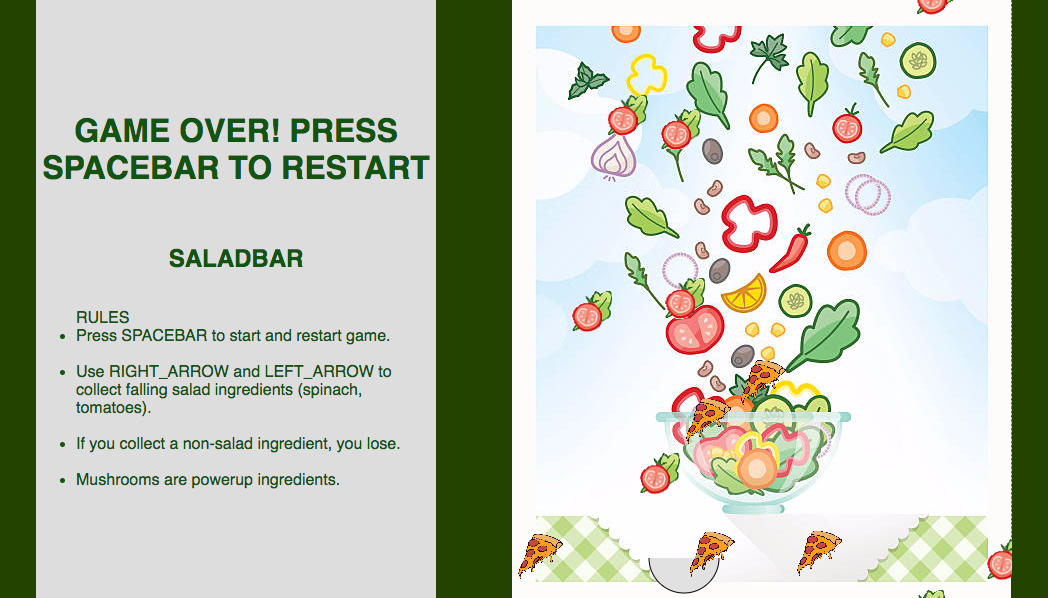 GAME OVER! PRESS
SPACEBAR TO RESTART
SALADBAR
RULES
• Press SPACEBAR to start and restart game.
• Use RIGHT_ARROW and LEFT_ARROW to
collect falling salad ingredients (spinach,
tomatoes).
• If you collect a non-salad ingredient, you lose.
• Mushrooms are powerup ingredients.